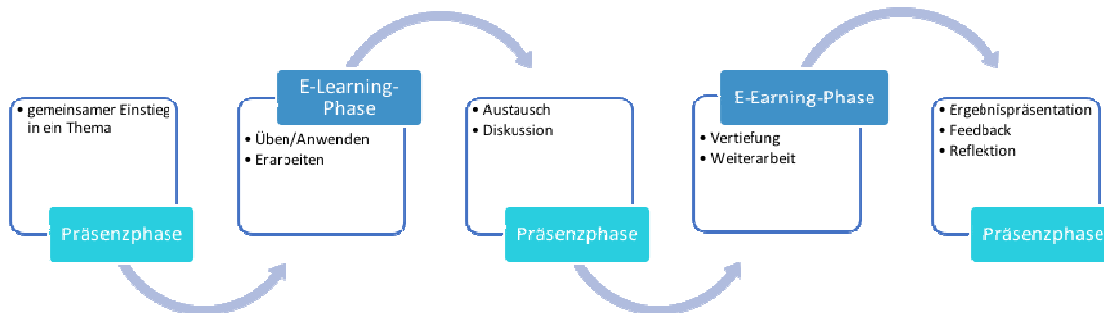 • gemeinsamer Einstieg
in ein Thema
Präsenzphase
E-Learning-
Phase
• Üben/Anwenden
• Erarbeiten
• Austausch
• Diskussion
Präsenzphase
E-Earning-Phase
• Vertiefung
• Weiterarbeit
• Ergebnispräsentation
• Feedback
• Reflektion
Präsenzphase